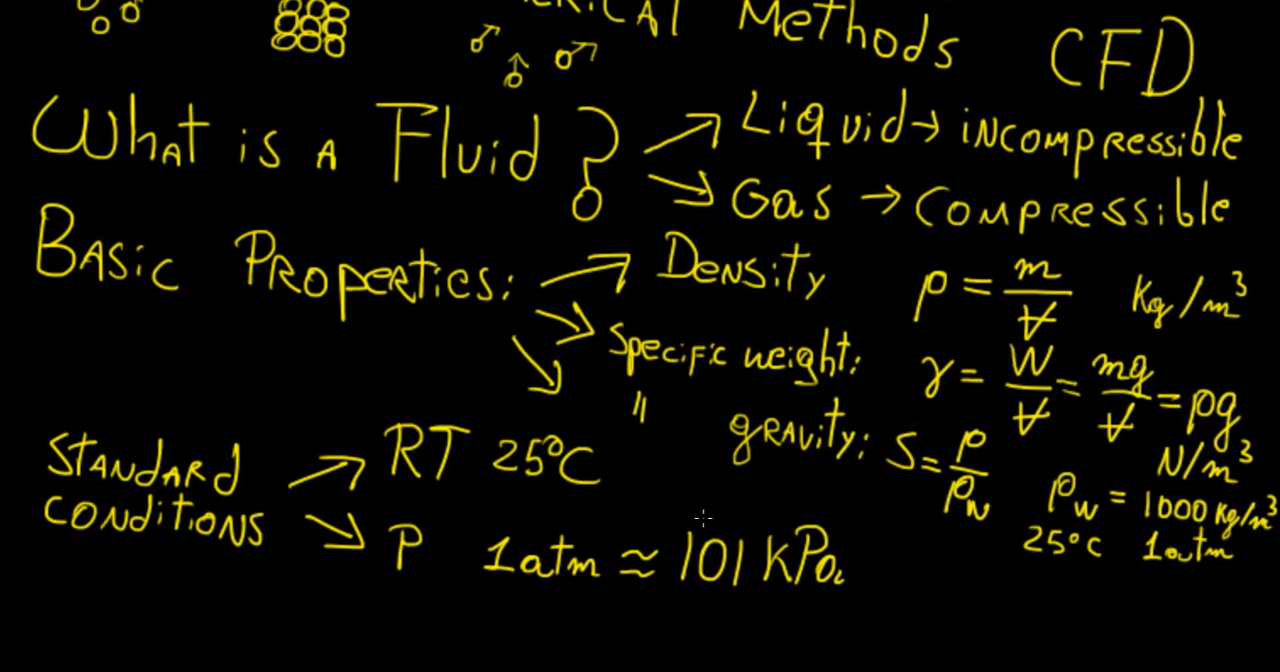 Methods CFD
What is a Fluid? → Liquid → incompressible
→ Gas → Compressible
Basic Properties: → Density ρ = m/V Kg/m³
→ Specific weight: γ = W/V = mg/V = ρg
→ " gravity: S = ρ/ρw N/m³
ρw = 1000 Kg/m³
25°C 1atm
Standard Conditions → RT 25°C
→ P 1atm ≈ 101 kPa